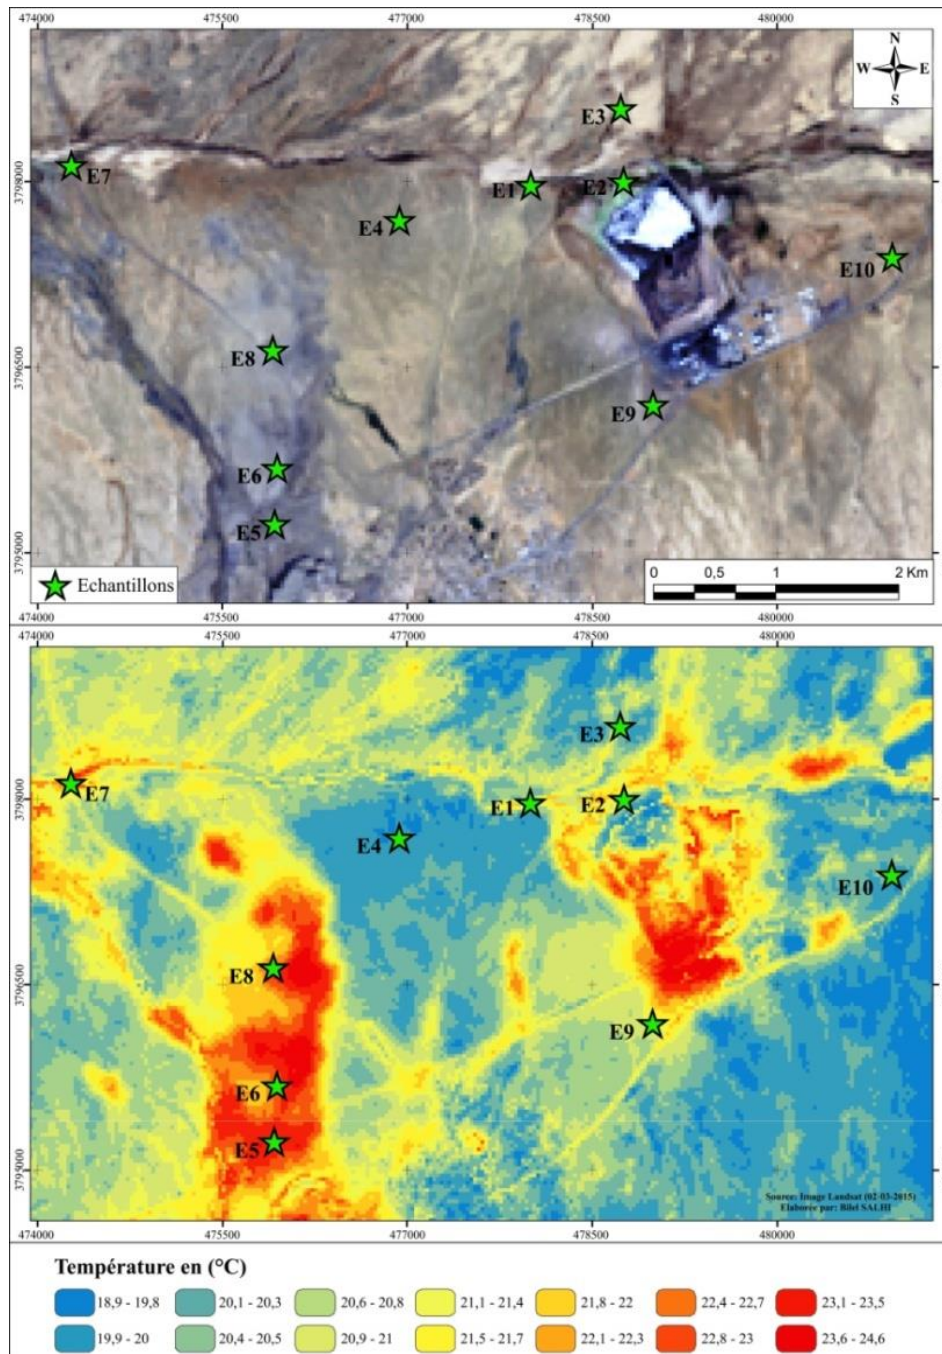 474000 475500 477000 478500 480000
N
W E
S
E3
3798000
E7
E1
E2
E4
E10
E8
3796500
E9
E6
E5
3795000
Echantillons
0 0,5 1 2 Km
474000 475500 477000 478500 480000
E3
3798000
E7
E1
E2
E4
E10
E8
3796500
E9
E6
E5
3795000
Source: Image Landsat (02-03-2015)
Elaborée par: Bilel SALHI
474000 475500 477000 478500 480000
Température en (°C)
18,9 - 19,8 20,1 - 20,3 20,6 - 20,8 21,1 - 21,4 21,8 - 22 22,4 - 22,7 23,1 - 23,5
19,9 - 20 20,4 - 20,5 20,9 - 21 21,5 - 21,7 22,1 - 22,3 22,8 - 23 23,6 - 24,6